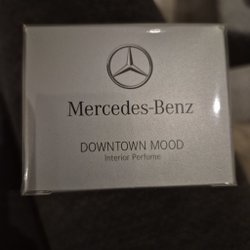 Mercedes-Benz
DOWNTOWN MOOD
Interior Perfume